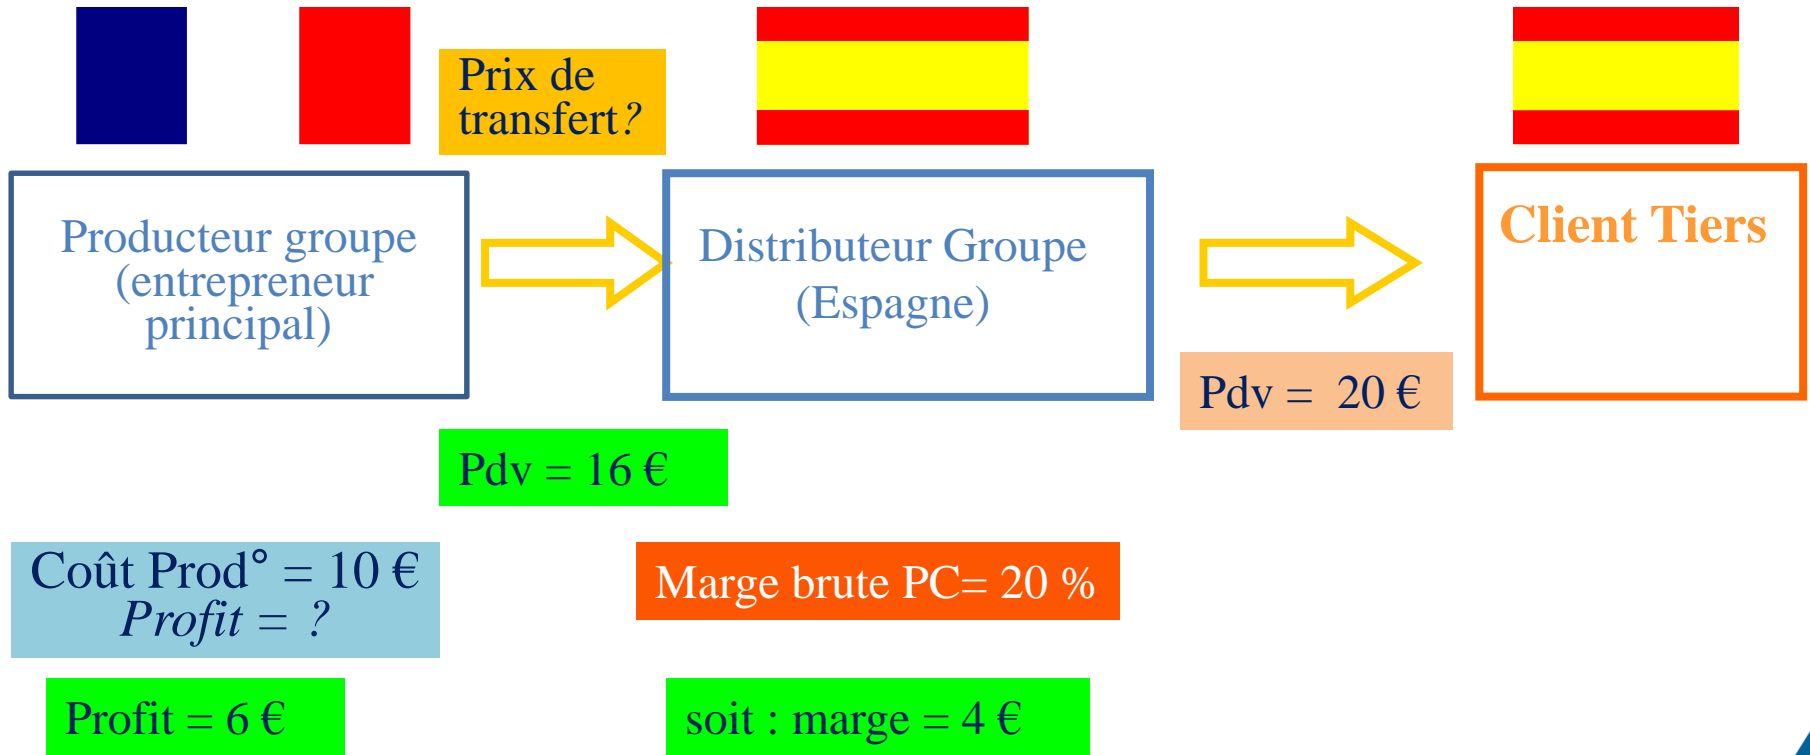 Prix de
transfert?
Producteur groupe
(entrepreneur
principal)
Distributeur Groupe
(Espagne)
Client Tiers
Pdv = 20 €
Pdv = 16 €
Coût Prod° = 10 €
Profit = ?
Marge brute PC= 20 %
Profit = 6 €
soit : marge = 4 €